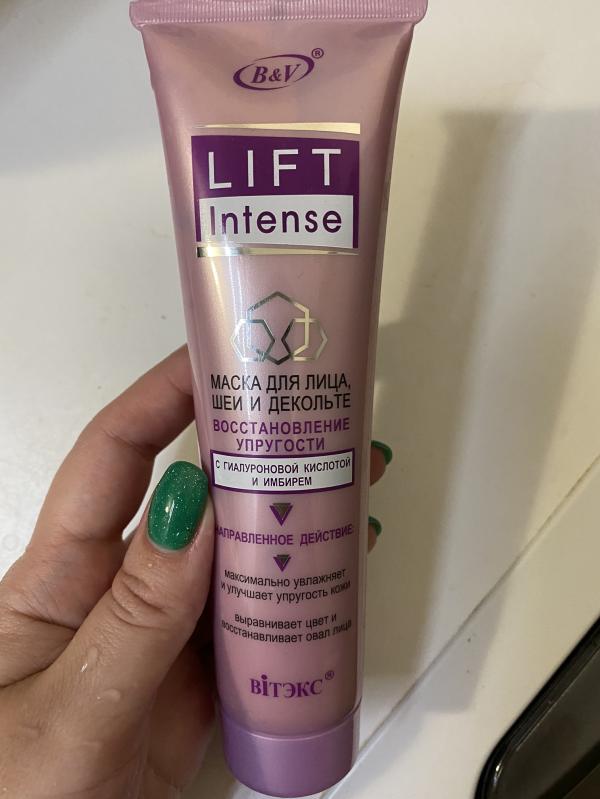 B&V®
LIFT
Intense
МАСКА ДЛЯ ЛИЦА,
ШЕИ И ДЕКОЛЬТЕ
ВОССТАНОВЛЕНИЕ
УПРУГОСТИ
С ГИАЛУРОНОВОЙ КИСЛОТОЙ
И ИМБИРЕМ
НАПРАВЛЕННОЕ ДЕЙСТВИЕ:
максимально увлажняет
и улучшает упругость кожи
выравнивает цвет и
восстанавливает овал лица
ВіТЭКС®